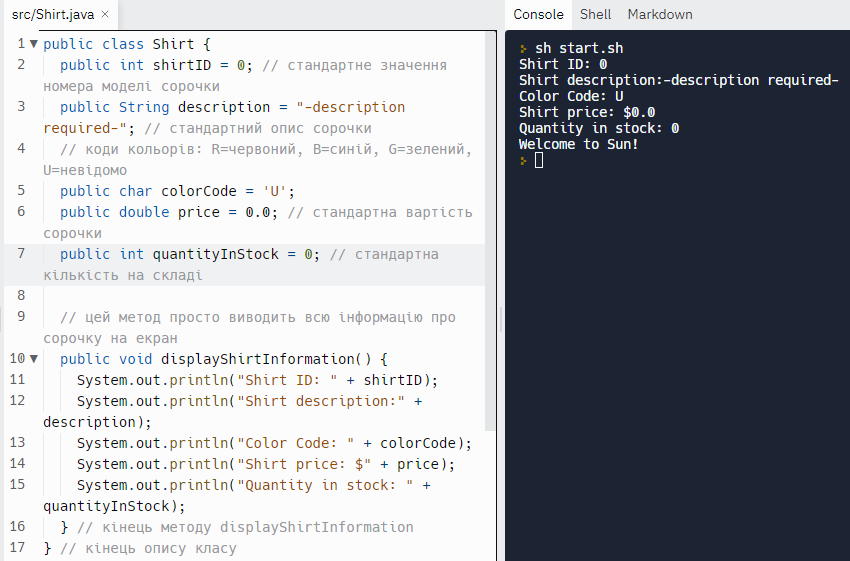 src/Shirt.java ×
Console Shell Markdown
1 ▼ public class Shirt {
2 public int shirtID = 0; // стандартне значення
номера моделі сорочки
3 public String description = "-description
required-"; // стандартний опис сорочки
4 // коди кольорів: R=червоний, B=синій, G=зелений,
U=невідомо
5 public char colorCode = 'U';
6 public double price = 0.0; // стандартна вартість
сорочки
7 public int quantityInStock = 0; // стандартна
кількість на складі
8
9 // цей метод просто виводить всю інформацію про
сорочку на екран
10 ▼ public void displayShirtInformation() {
11 System.out.println("Shirt ID: " + shirtID);
12 System.out.println("Shirt description:" +
description);
13 System.out.println("Color Code: " + colorCode);
14 System.out.println("Shirt price: $" + price);
15 System.out.println("Quantity in stock: " +
quantityInStock);
16 } // кінець методу displayShirtInformation
17 } // кінець опису класу
sh start.sh
Shirt ID: 0
Shirt description:-description required-
Color Code: U
Shirt price: $0.0
Quantity in stock: 0
Welcome to Sun!